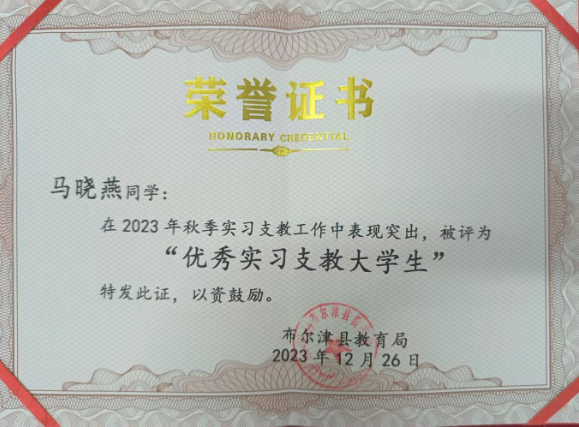 荣誉证书
HONORARY CREDENTIAL
马晓燕同学：
在2023年秋季实习支教工作中表现突出，被评为
“优秀实习支教大学生”
特发此证，以资鼓励。
布尔津县教育局
2023年12月26日